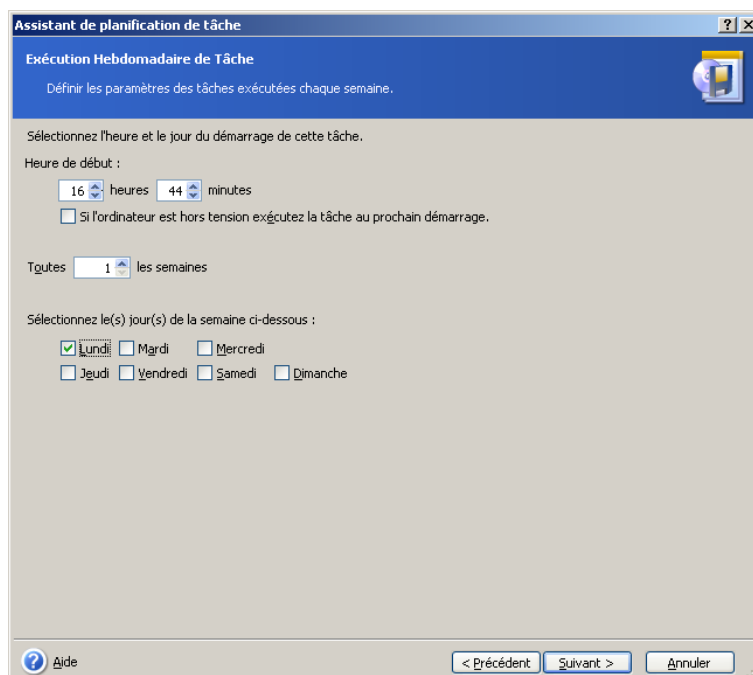 Assistant de planification de tâche
Exécution Hebdomadaire de Tâche
Définir les paramètres des tâches exécutées chaque semaine.
Sélectionnez l'heure et le jour du démarrage de cette tâche.
Heure de début :
16 heures 44 minutes
Si l'ordinateur est hors tension exécutez la tâche au prochain démarrage.
Toutes 1 les semaines
Sélectionnez le(s) jour(s) de la semaine ci-dessous :
Lundi Mardi Mercredi
Jeudi Vendredi Samedi Dimanche
? Aide < Précédent Suivant > Annuler